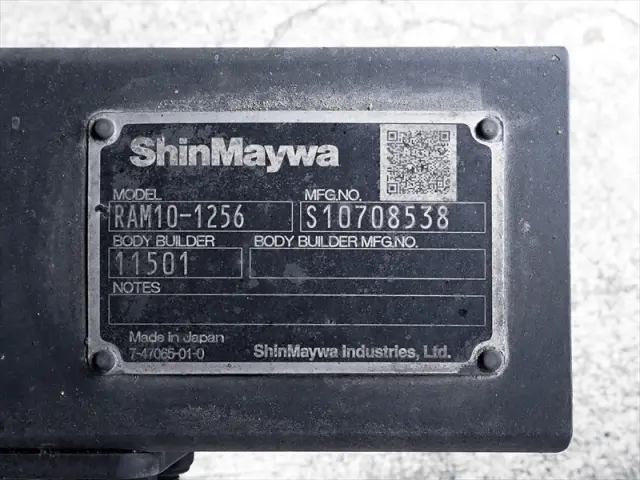 ShinMaywa
MODEL MFG.NO.
RAM10-1256 S10708538
BODY BUILDER BODY BUILDER MFG.NO.
11501
NOTES
Made in Japan
7-47065-01-0 ShinMaywa Industries, Ltd.